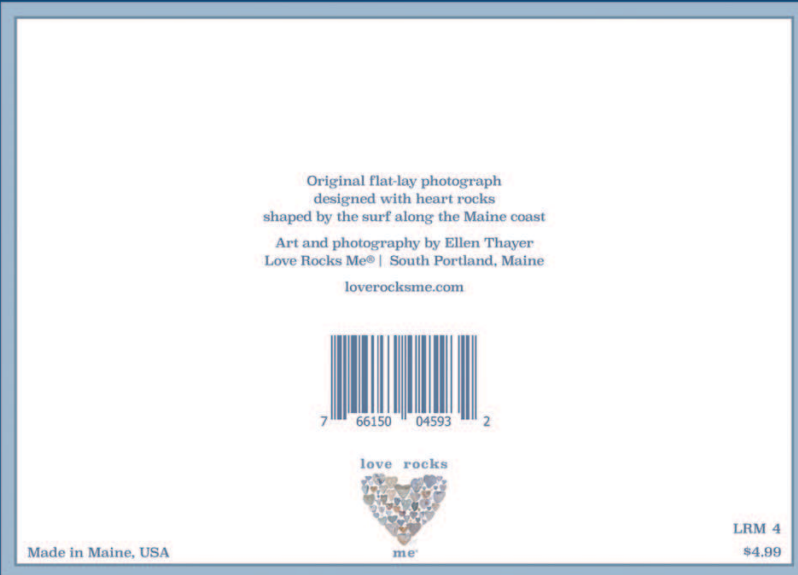 Original flat-lay photograph
designed with heart rocks
shaped by the surf along the Maine coast
Art and photography by Ellen Thayer
Love Rocks Me® | South Portland, Maine
loverocksme.com
7 66150 04593 2
love rocks
me®
LRM 4
Made in Maine, USA
$4.99